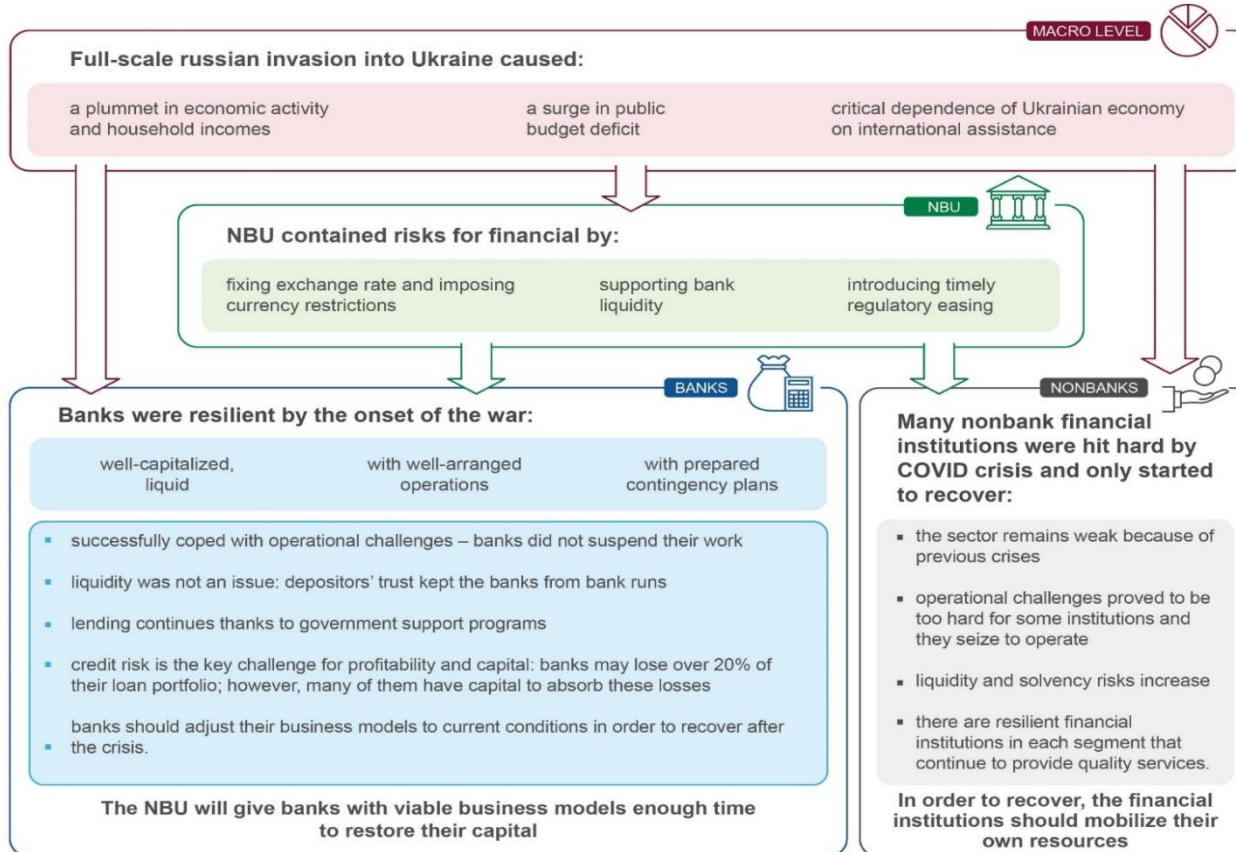 MACRO LEVEL
Full-scale russian invasion into Ukraine caused:
a plummet in economic activity
and household incomes
a surge in public
budget deficit
critical dependence of Ukrainian economy
on international assistance
NBU
NBU contained risks for financial by:
fixing exchange rate and imposing
currency restrictions
supporting bank
liquidity
introducing timely
regulatory easing
BANKS
Banks were resilient by the onset of the war:
well-capitalized,
liquid
with well-arranged
operations
with prepared
contingency plans
▪ successfully coped with operational challenges – banks did not suspend their work
▪ liquidity was not an issue: depositors’ trust kept the banks from bank runs
▪ lending continues thanks to government support programs
▪ credit risk is the key challenge for profitability and capital: banks may lose over 20% of
their loan portfolio; however, many of them have capital to absorb these losses
banks should adjust their business models to current conditions in order to recover after
▪ the crisis.
The NBU will give banks with viable business models enough time
to restore their capital
NONBANKS
Many nonbank financial
institutions were hit hard by
COVID crisis and only started
to recover:
▪ the sector remains weak because of
previous crises
▪ operational challenges proved to be
too hard for some institutions and
they seize to operate
▪ liquidity and solvency risks increase
▪ there are resilient financial
institutions in each segment that
continue to provide quality services.
In order to recover, the financial
institutions should mobilize their
own resources